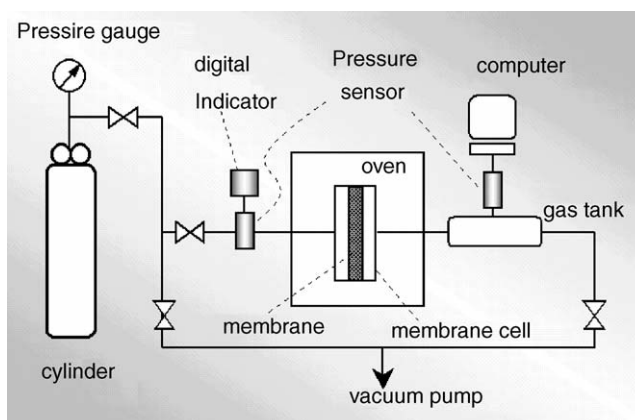 Pressire gauge
digital
Indicator
Pressure
sensor
computer
oven
gas tank
membrane
membrane cell
cylinder
vacuum pump